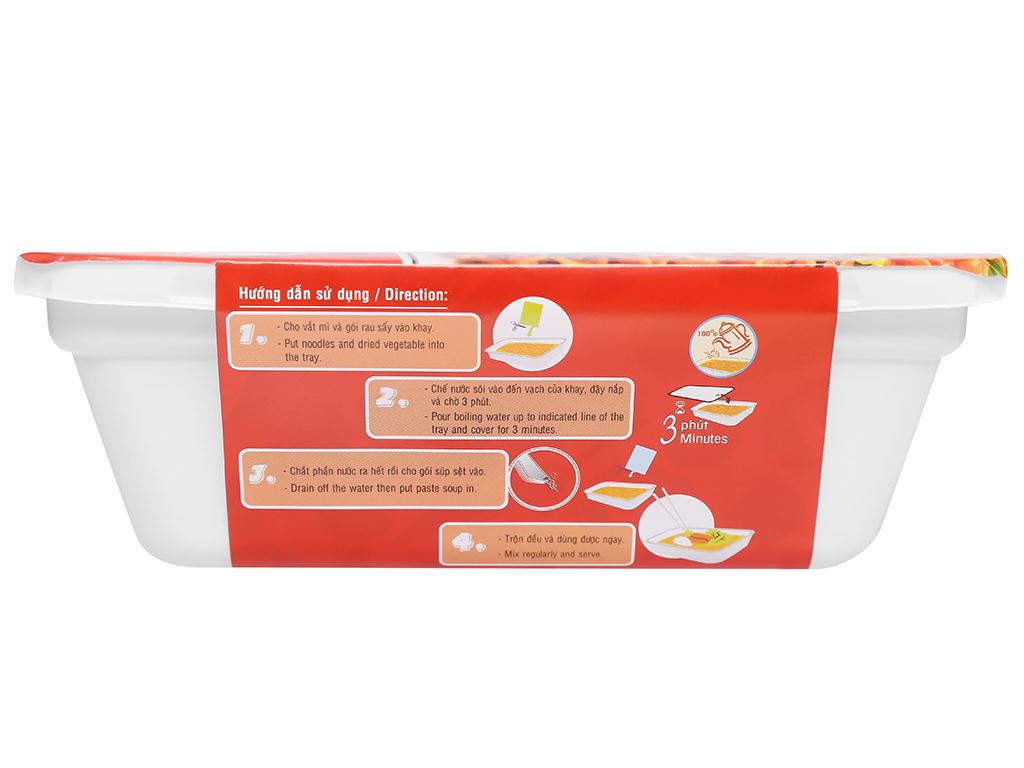 Hướng dẫn sử dụng / Direction:
1.
- Cho vắt mì và gói rau sấy vào khay.
- Put noodles and dried vegetable into
the tray.
100°c
2.
- Chế nước sôi vào đến vạch của khay, đậy nắp
và chờ 3 phút.
- Pour boiling water up to indicated line of the
tray and cover for 3 minutes.
3 phút
Minutes
3.
- Chắt phần nước ra hết rồi cho gói súp sệt vào.
- Drain off the water then put paste soup in.
4.
- Trộn đều và dùng được ngay.
- Mix regularly and serve.